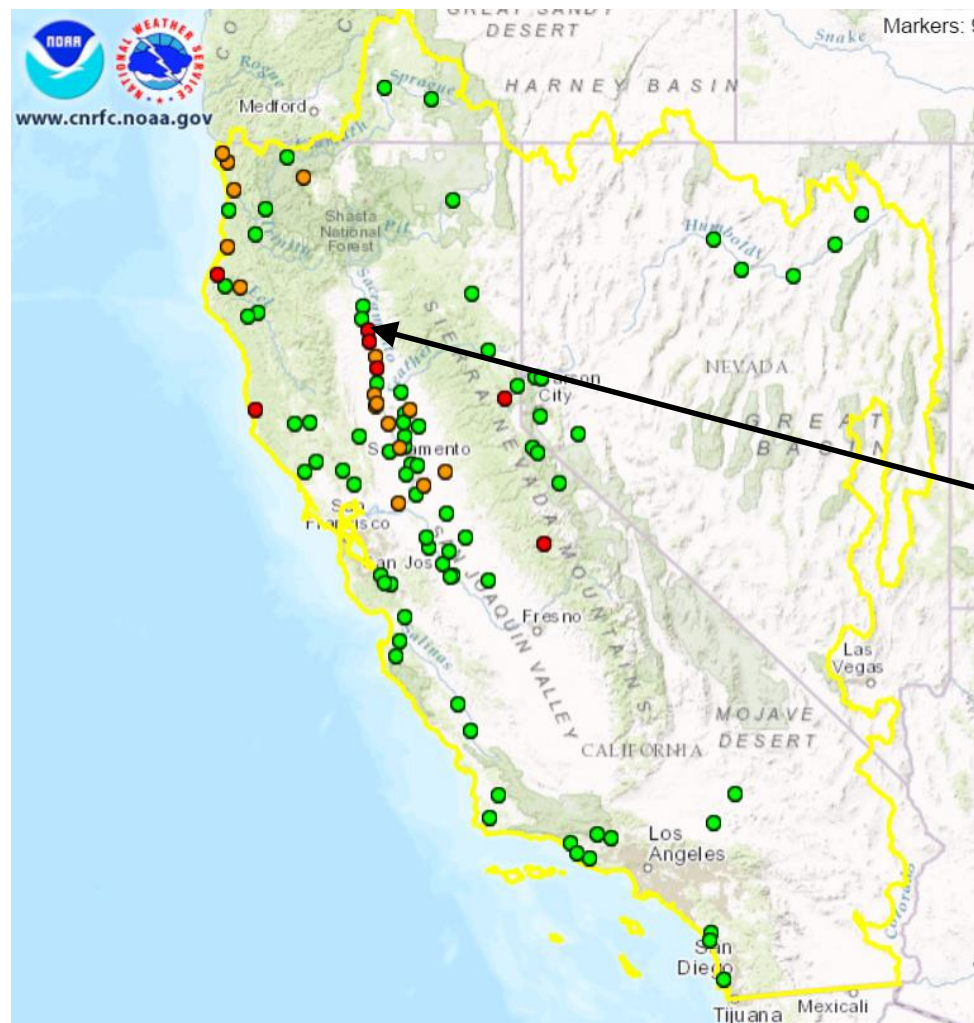 GREAT SANDY
DESERT
Markers: 9
NOAA
NATIONAL WEATHER SERVICE
www.cnrfc.noaa.gov
Rogue
Medford
Sprague
Snake
HARNEY BASIN
Shasta
National
Forest
Pit
Humboldt
Eel
Sacramento
SIERRA NEVADA MOUNTAINS
NEVADA
Carson
City
GREAT
BASIN
Sacramento
San
Francisco
San Jose
SAN JOAQUIN VALLEY
Salinas
Fresno
Las
Vegas
MOJAVE
DESERT
CALIFORNIA
Los
Angeles
Colorado
San
Diego
Tijuana
Mexicali